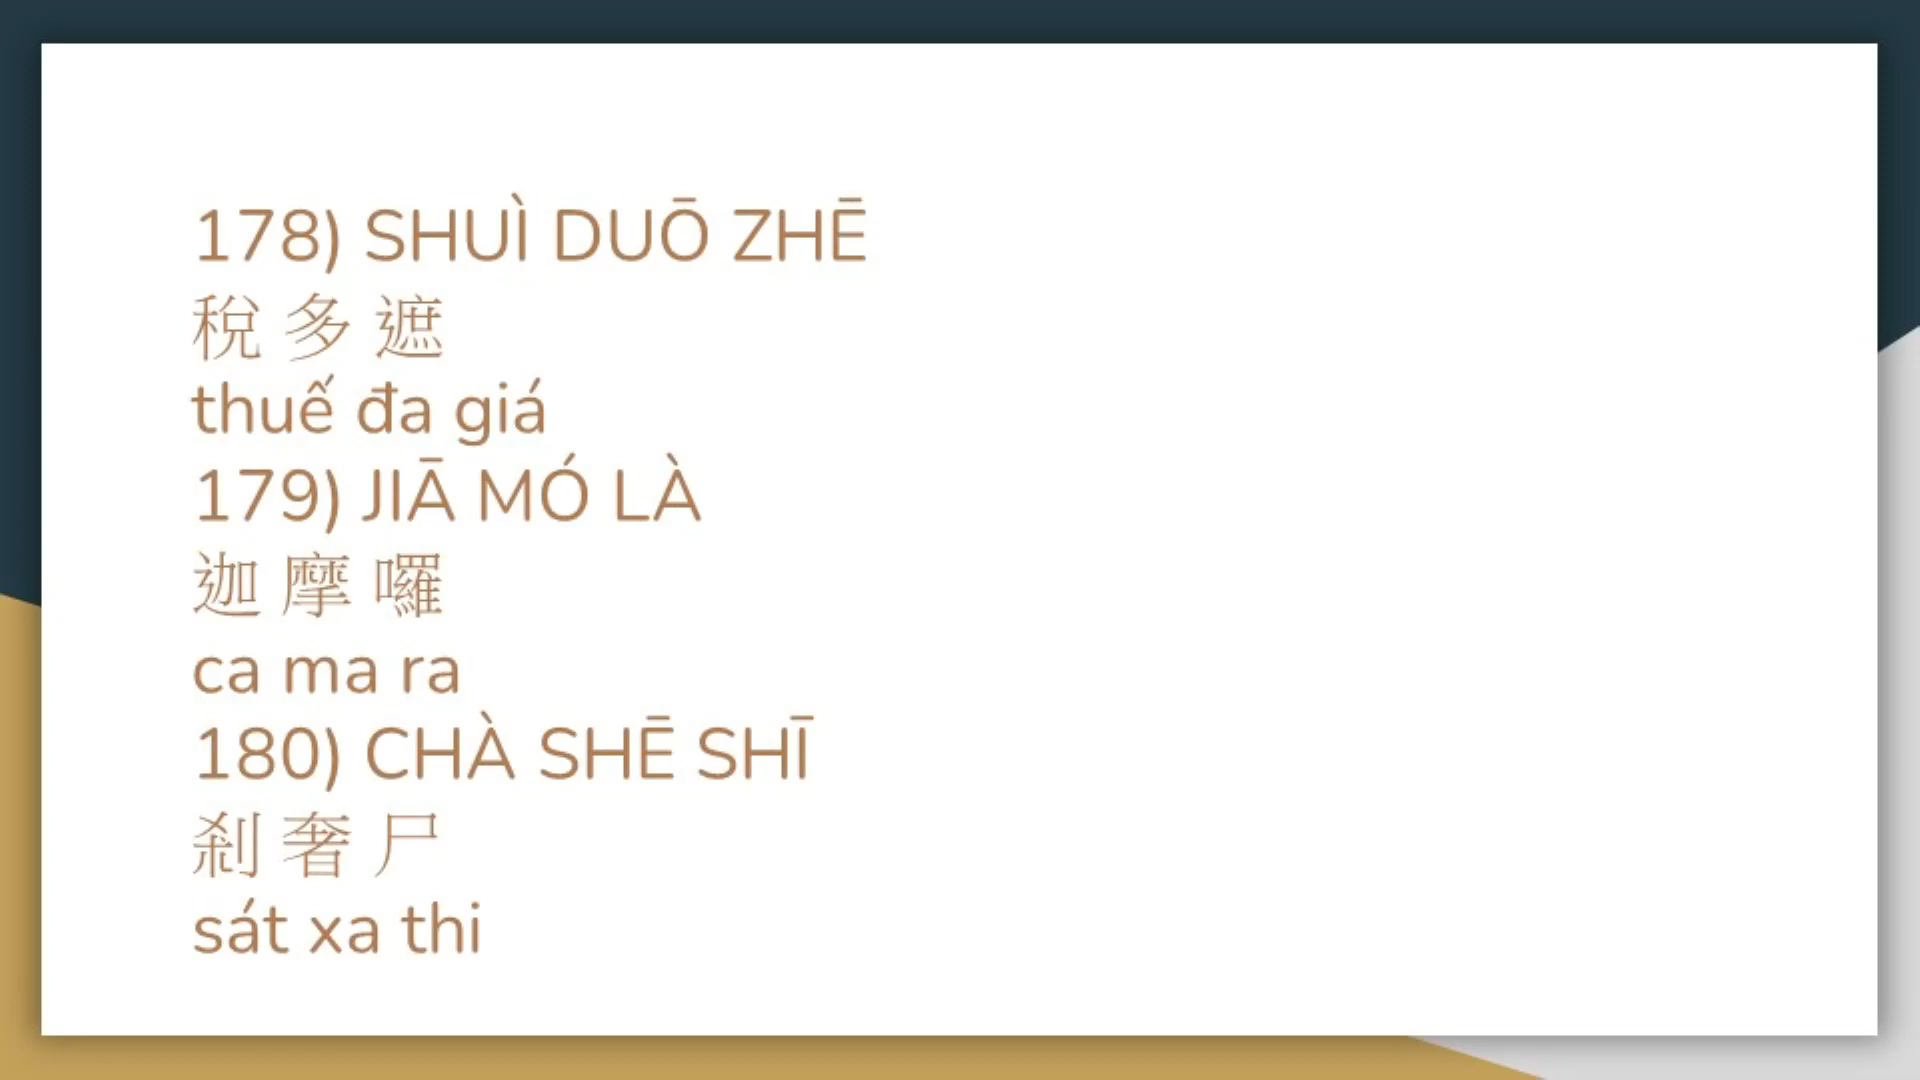 178) SHUÌ DUŌ ZHĒ
稅 多 遮
thuế đa giá
179) JIĀ MÓ LÀ
迦 摩 囉
ca ma ra
180) CHÀ SHĒ SHĪ
剎 奢 尸
sát xa thi